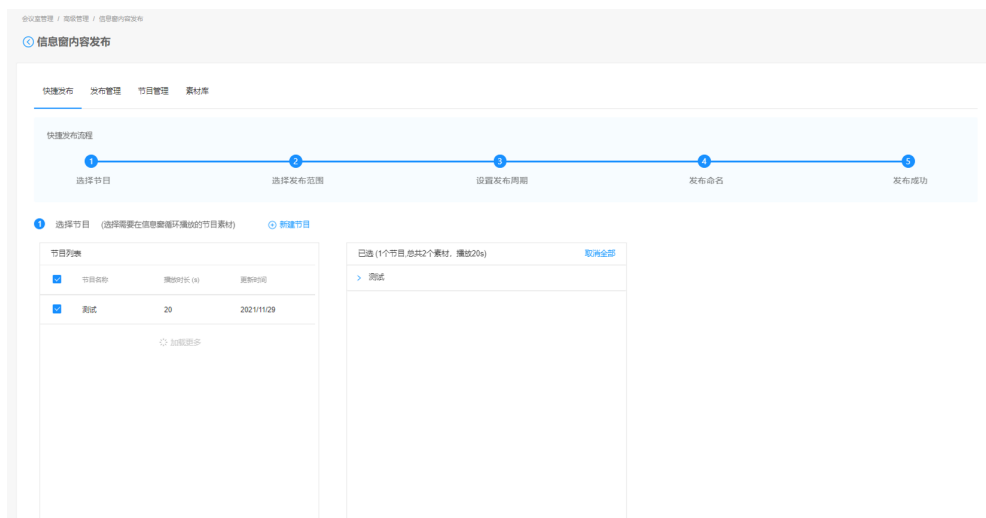 会议室管理 / 高级管理 / 信息窗内容发布
信息窗内容发布
快捷发布 发布管理 节目管理 素材库
快捷发布流程
1 2 3 4 5
选择节目 选择发布范围 设置发布周期 发布命名 发布成功
1 选择节目 (选择需要在信息窗循环播放的节目素材) 新建节目
节目列表 已选 (1个节目,总共2个素材，播放20s) 取消全部
节目名称 播放时长 (s) 更新时间 > 测试
测试 20 2021/11/29
加载更多